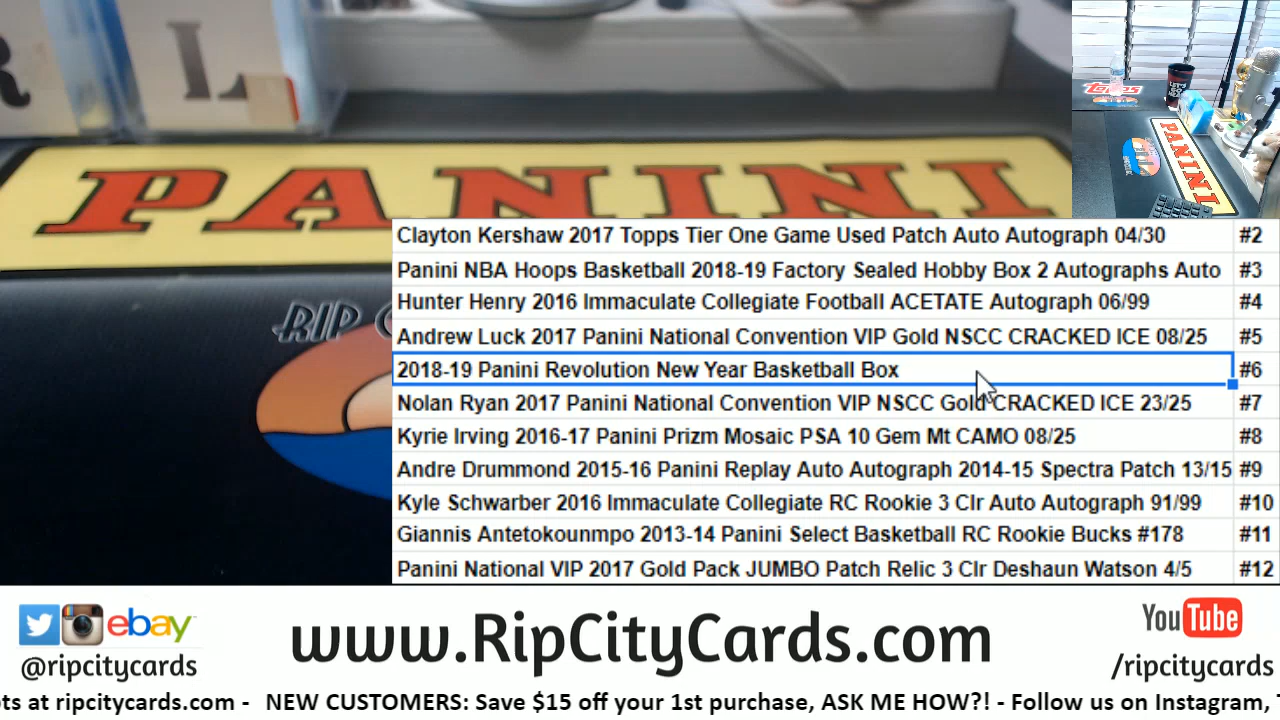 PANINI
RIP
Topps
PANINI
Clayton Kershaw 2017 Topps Tier One Game Used Patch Auto Autograph 04/30 #2
Panini NBA Hoops Basketball 2018-19 Factory Sealed Hobby Box 2 Autographs Auto #3
Hunter Henry 2016 Immaculate Collegiate Football ACETATE Autograph 06/99 #4
Andrew Luck 2017 Panini National Convention VIP Gold NSCC CRACKED ICE 08/25 #5
2018-19 Panini Revolution New Year Basketball Box #6
Nolan Ryan 2017 Panini National Convention VIP NSCC Gold CRACKED ICE 23/25 #7
Kyrie Irving 2016-17 Panini Prizm Mosaic PSA 10 Gem Mt CAMO 08/25 #8
Andre Drummond 2015-16 Panini Replay Auto Autograph 2014-15 Spectra Patch 13/15 #9
Kyle Schwarber 2016 Immaculate Collegiate RC Rookie 3 Clr Auto Autograph 91/99 #10
Giannis Antetokounmpo 2013-14 Panini Select Basketball RC Rookie Bucks #178 #11
Panini National VIP 2017 Gold Pack JUMBO Patch Relic 3 Clr Deshaun Watson 4/5 #12
ebay
@ripcitycards
www.RipCityCards.com
YouTube
/ripcitycards
ts at ripcitycards.com - NEW CUSTOMERS: Save $15 off your 1st purchase, ASK ME HOW?! - Follow us on Instagram,